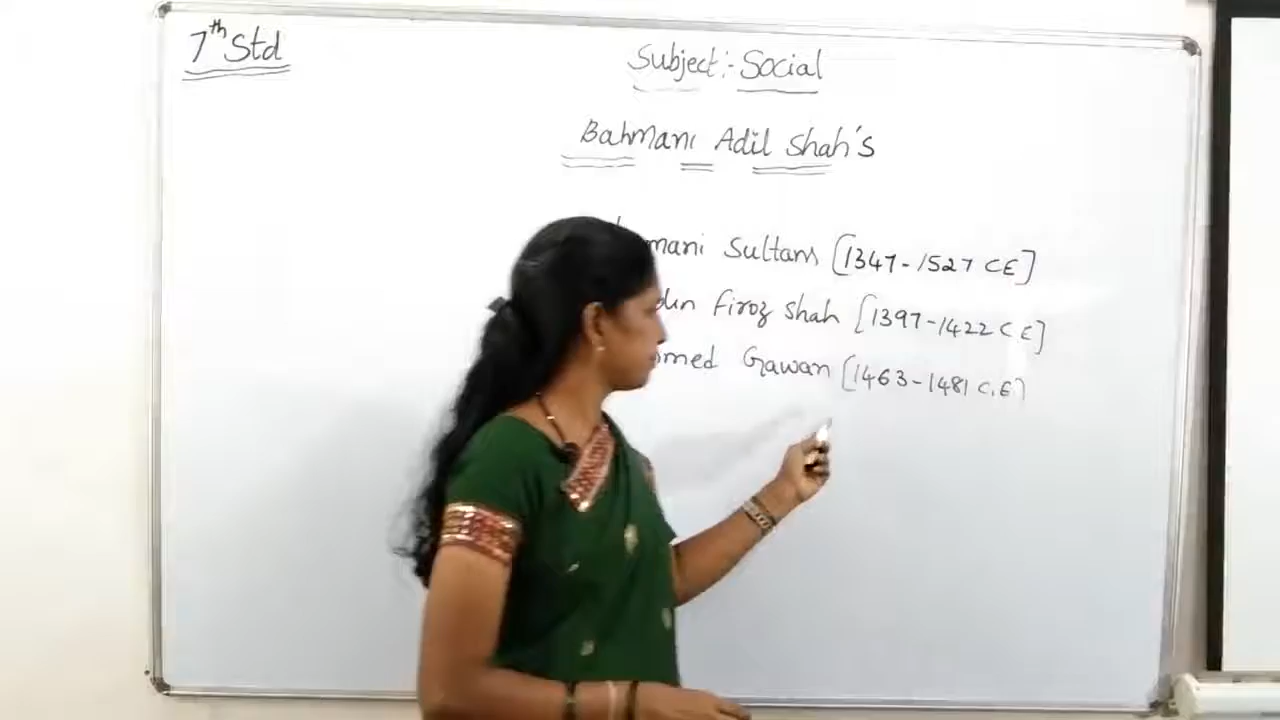 7th Std
Subject:- Social
Bahmani Adil Shah's
mani Sultans [1347-1527 CE]
din Firoz shah [1397-1422 C E]
med Gawan [1463-1481 C.E]